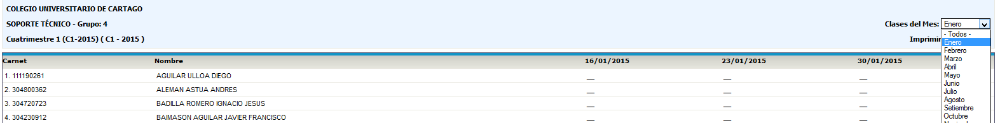 COLEGIO UNIVERSITARIO DE CARTAGO
SOPORTE TÉCNICO - Grupo: 4
Clases del Mes: Enero
Cuatrimestre 1 (C1-2015) ( C1 - 2015 )
- Todos -
Enero
Febrero
Marzo
Abril
Mayo
Junio
Julio
Agosto
Setiembre
Octubre
Carnet Nombre 16/01/2015 23/01/2015 30/01/2015
1. 111190261 AGUILAR ULLOA DIEGO __ __ __
2. 304800362 ALEMAN ASTUA ANDRES __ __ __
3. 304720723 BADILLA ROMERO IGNACIO JESUS __ __ __
4. 304230912 BAIMASON AGUILAR JAVIER FRANCISCO __ __ __